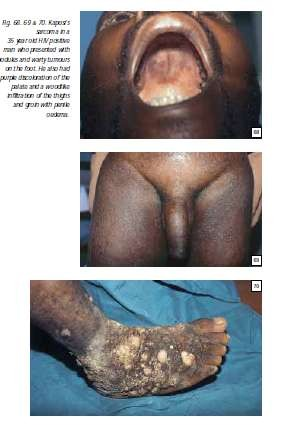 Fig. 68. 69 & 70. Kaposi's
sarcoma in a
35 year old HIV positive
man who presented with
nodules and warty tumours
on the foot. He also had
purple discoloration of the
palate and a woodlike
infiltration of the thighs
and groin with penile
oedema.
68
69
70